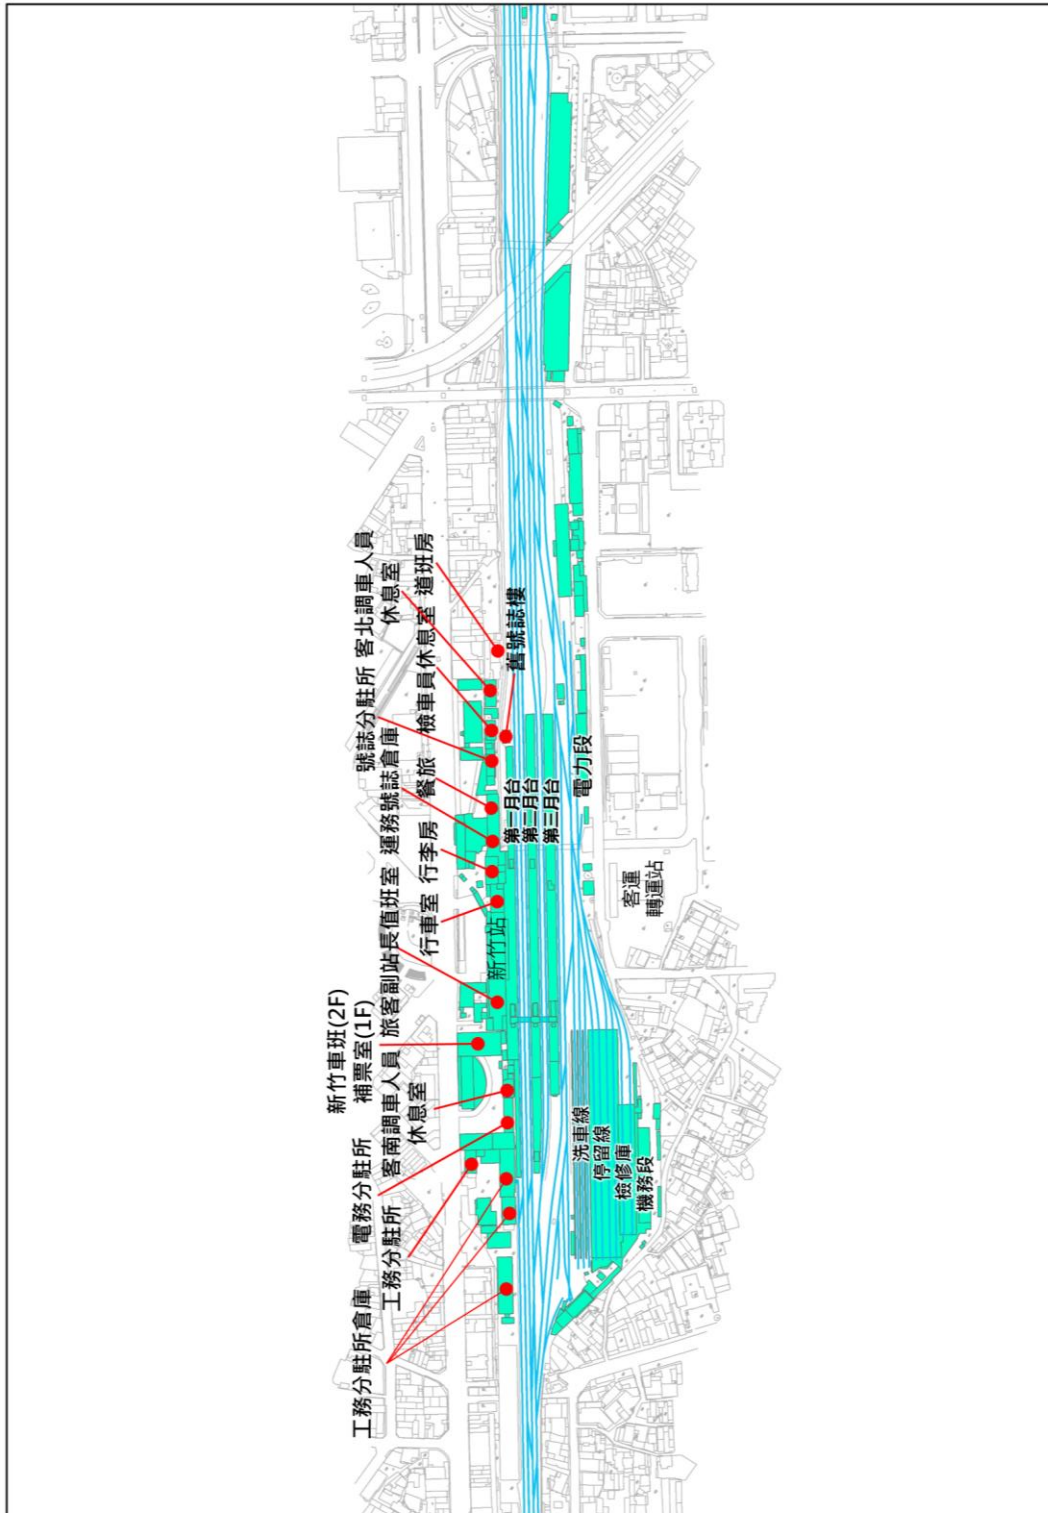 工務分駐所倉庫
電務分駐所
工務分駐所
新竹車班(2F)
補票室(1F)
客南調車人員
休息室
旅客副站長值班室
行車室
行李房
運務號誌倉庫
餐旅
號誌分駐所
檢車員休息室
客北調車人員
休息室
道班房
舊號誌樓
新竹站
第一月台
第二月台
第三月台
電力段
洗車線
停留線
檢修庫
機務段
客運
轉運站